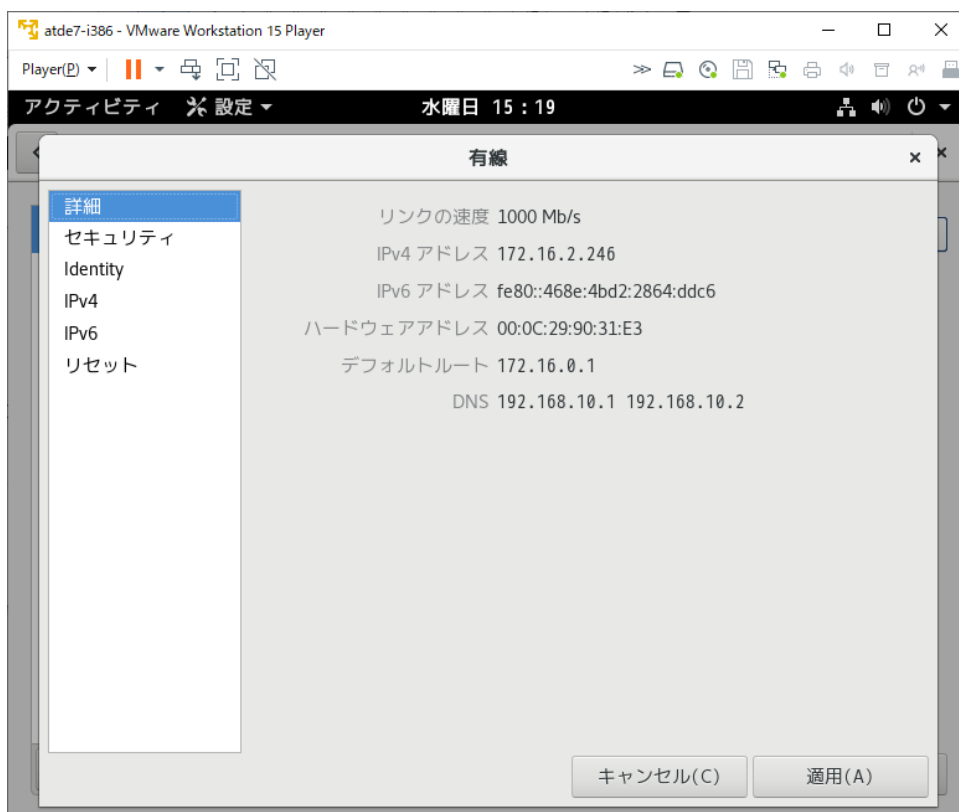 atde7-i386 - VMware Workstation 15 Player
Player(P)
アクティビティ 設定 水曜日 15:19
有線
詳細
セキュリティ
Identity
IPv4
IPv6
リセット
リンクの速度 1000 Mb/s
IPv4 アドレス 172.16.2.246
IPv6 アドレス fe80::468e:4bd2:2864:ddc6
ハードウェアアドレス 00:0C:29:90:31:E3
デフォルトルート 172.16.0.1
DNS 192.168.10.1 192.168.10.2
キャンセル(C) 適用(A)